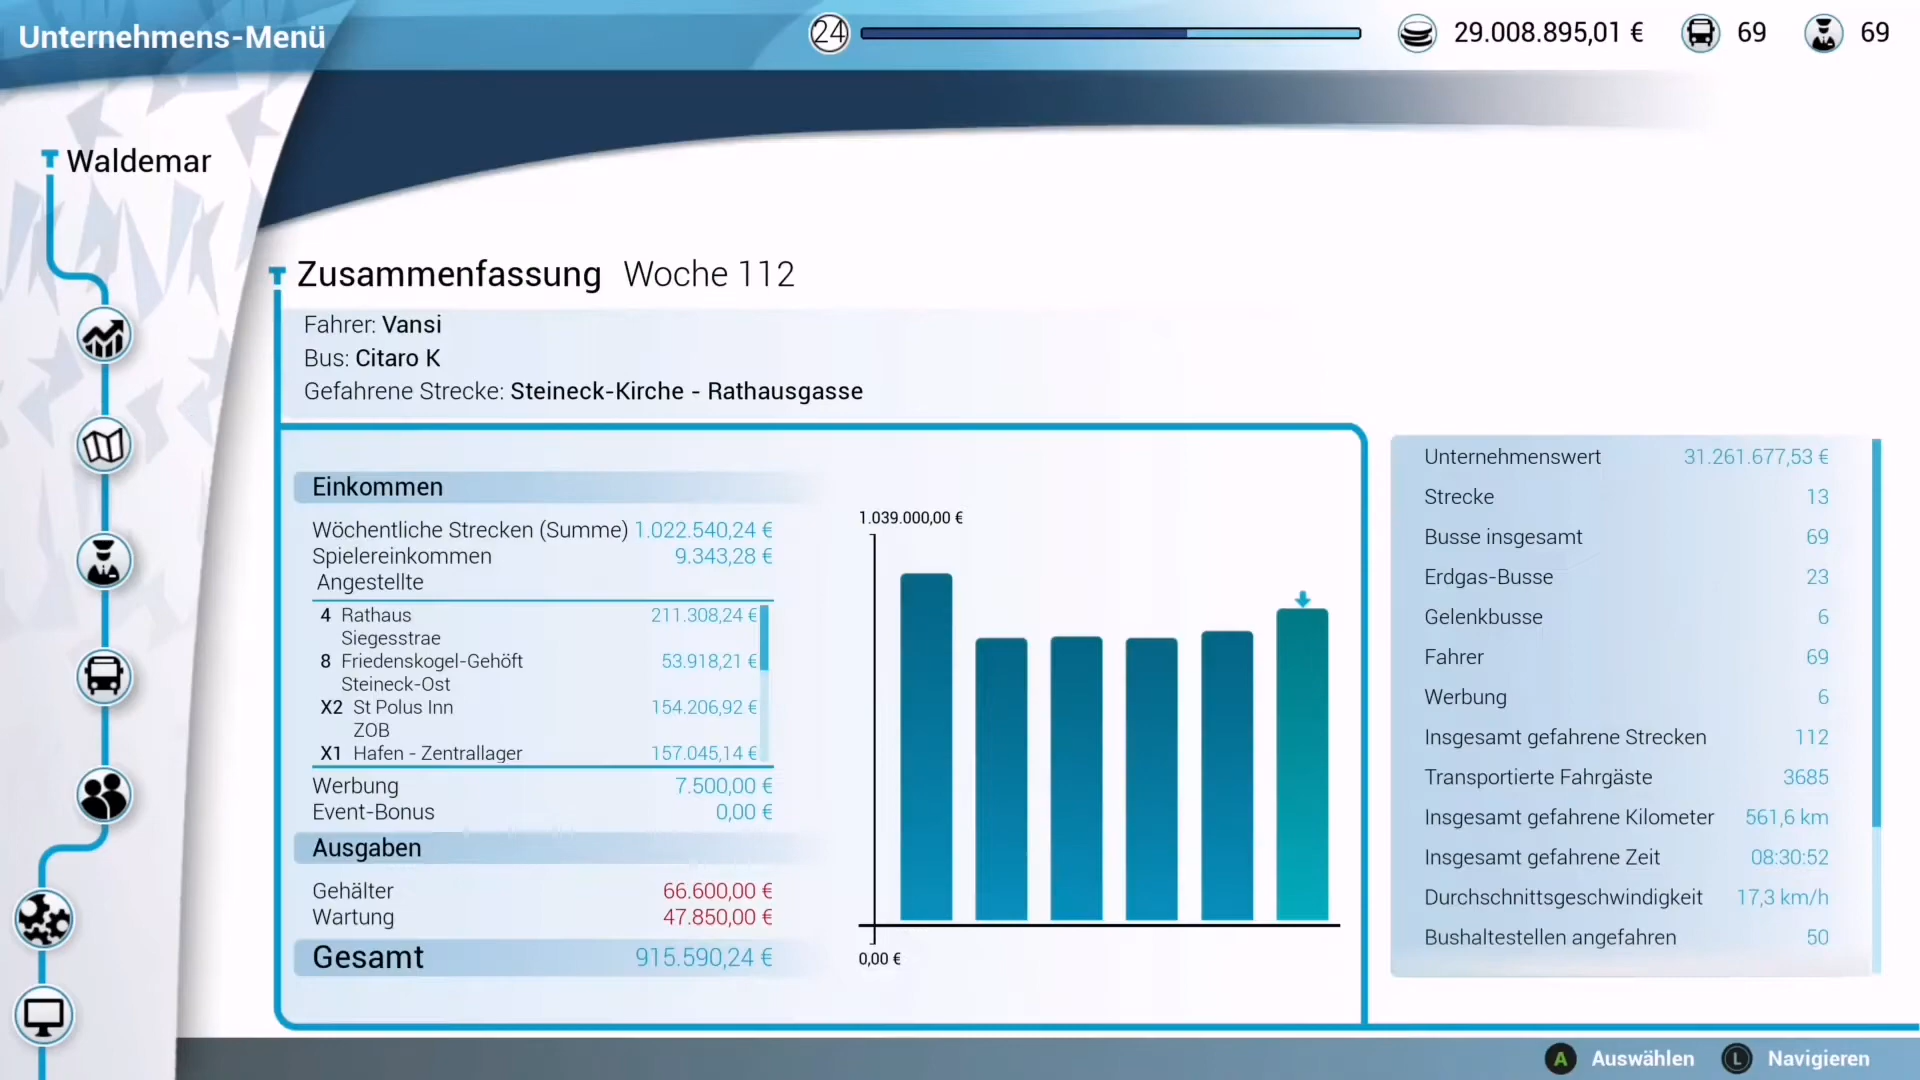 Unternehmens-Menü
24
29.008.895,01 €
69
69
Waldemar
Zusammenfassung Woche 112
Fahrer: Vansi
Bus: Citaro K
Gefahrene Strecke: Steineck-Kirche - Rathausgasse
Einkommen
Wöchentliche Strecken (Summe) 1.022.540,24 €
Spielereinkommen 9.343,28 €
Angestellte
4 Rathaus 211.308,24 €
Siegesstrae
8 Friedenskogel-Gehöft 53.918,21 €
Steineck-Ost
X2 St Polus Inn 154.206,92 €
ZOB
X1 Hafen - Zentrallager 157.045,14 €
Werbung 7.500,00 €
Event-Bonus 0,00 €
Ausgaben
Gehälter 66.600,00 €
Wartung 47.850,00 €
Gesamt 915.590,24 €
1.039.000,00 €
0,00 €
Unternehmenswert 31.261.677,53 €
Strecke 13
Busse insgesamt 69
Erdgas-Busse 23
Gelenkbusse 6
Fahrer 69
Werbung 6
Insgesamt gefahrene Strecken 112
Transportierte Fahrgäste 3685
Insgesamt gefahrene Kilometer 561,6 km
Insgesamt gefahrene Zeit 08:30:52
Durchschnittsgeschwindigkeit 17,3 km/h
Bushaltestellen angefahren 50
A Auswählen L Navigieren